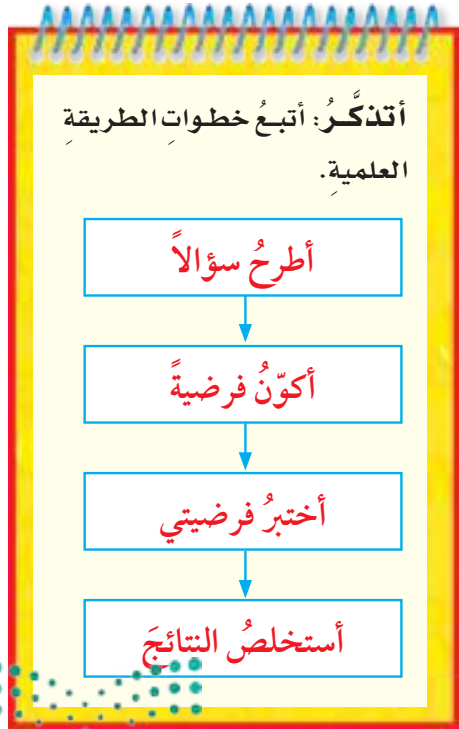 أتذكَّرُ: أتبعُ خطواتِ الطريقةِ
العلميةِ.
أطرحُ سؤالاً
أكوّنُ فرضيةً
أختبرُ فرضيتي
أستخلصُ النتائجَ